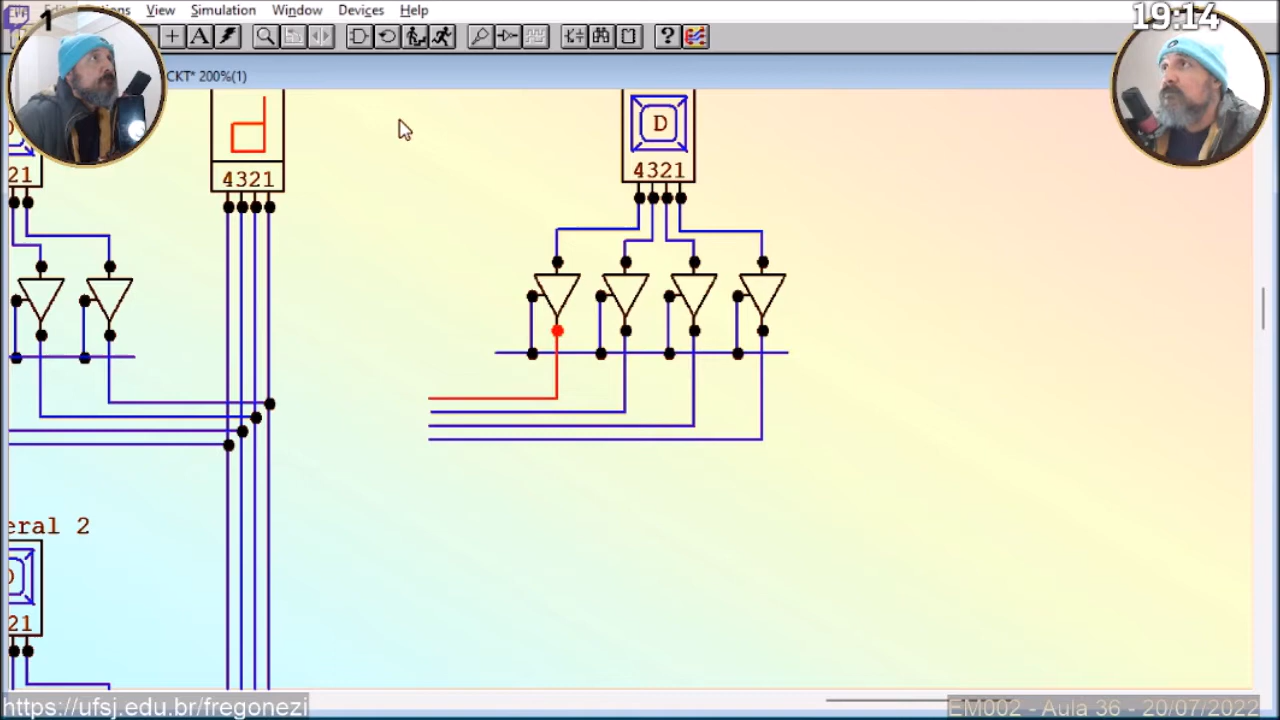 1
View
Simulation
Window
Devices
Help
19:14
A
?
CKT* 200%(1)
d
D
21
4321
4321
eral 2
21
https://ufsj.edu.br/fregonezi
EM002 - Aula 36 - 20/07/2022